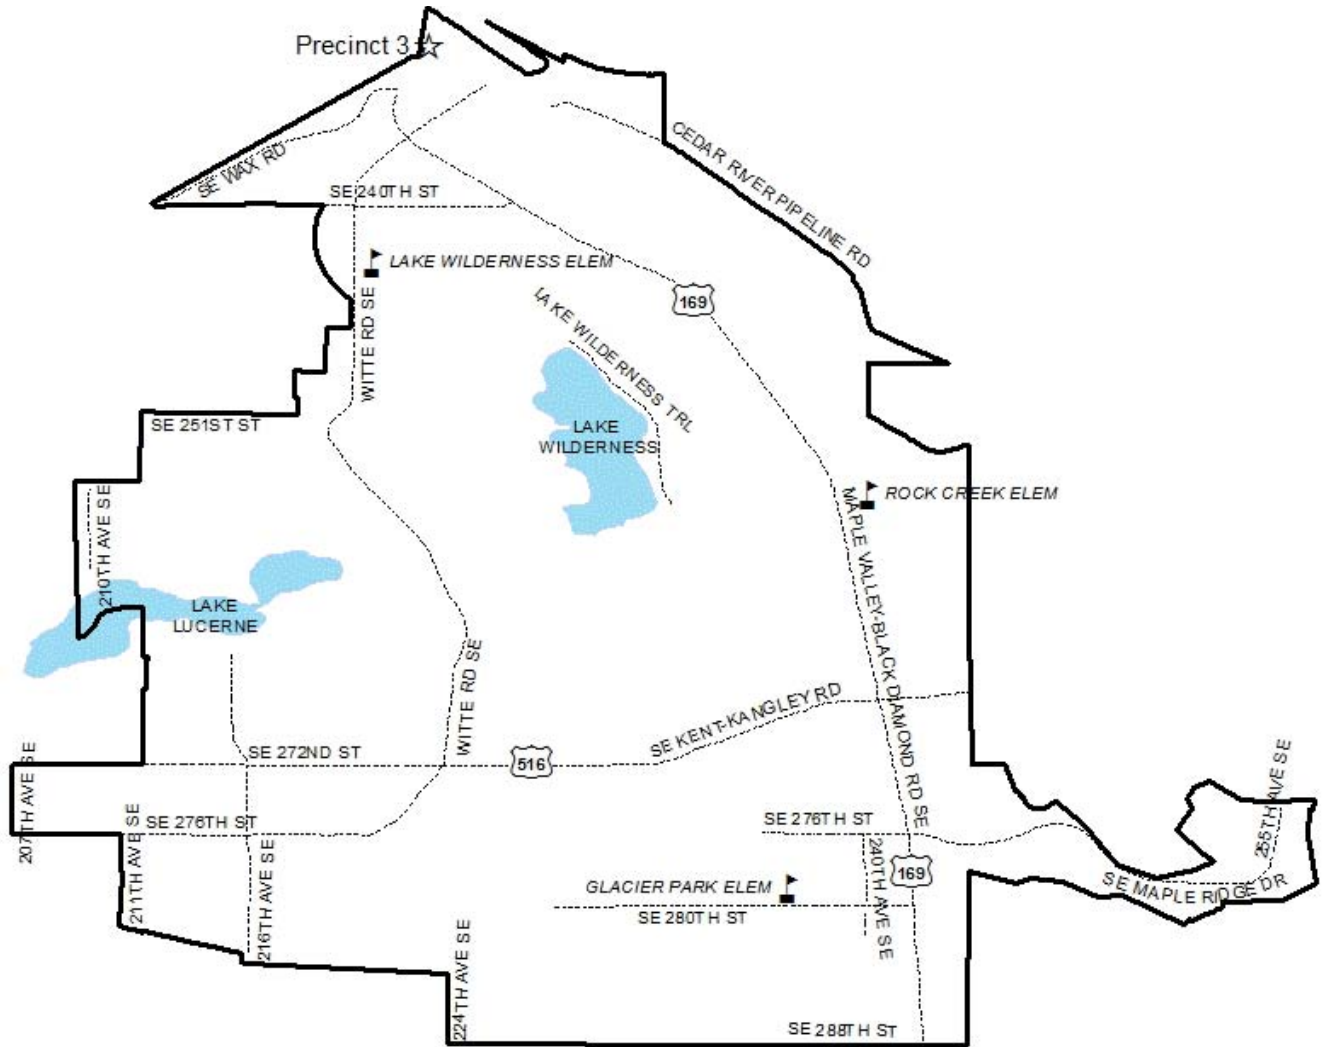 Precinct 3
SE WAX RD
CEDAR RIVER PIPELINE RD
SE 240TH ST
LAKE WILDERNESS ELEM
WITTE RD SE
169
LAKE WILDERNESS TRL
SE 251ST ST
LAKE
WILDERNESS
ROCK CREEK ELEM
210TH AVE SE
MAPLE VALLEY-BLACK DIAMOND RD SE
LAKE
LUCERNE
WITTE RD SE
SE KENT-KANGLEY RD
SE 272ND ST
516
207TH AVE SE
255TH AVE SE
SE 276TH ST
SE 276TH ST
211TH AVE SE
216TH AVE SE
240TH AVE SE
169
GLACIER PARK ELEM
SE MAPLE RIDGE DR
SE 280TH ST
224TH AVE SE
SE 288TH ST